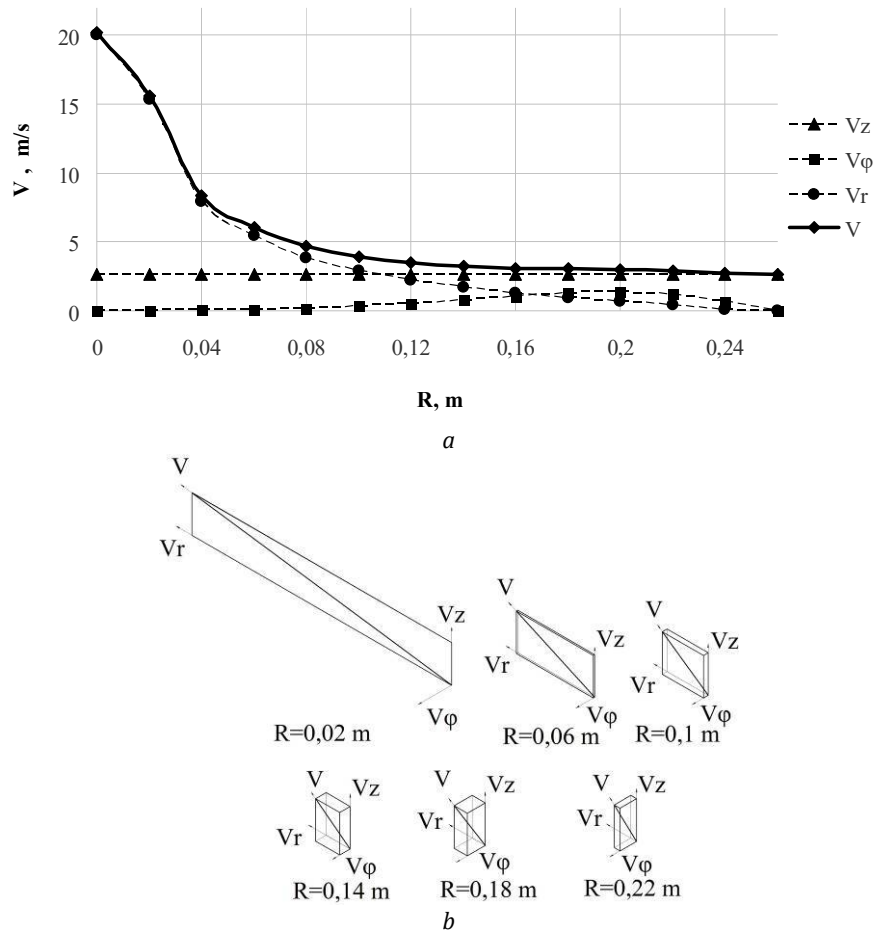 20
15
10
5
0
V , m/s
0 0,04 0,08 0,12 0,16 0,2 0,24
R, m
Vz
Vφ
Vr
V
a
V
Vr
Vz
Vφ
R=0,02 m
V
Vr
Vz
Vφ
R=0,06 m
V
Vr
Vz
Vφ
R=0,1 m
V
Vz
Vr
Vφ
R=0,14 m
V
Vz
Vr
Vφ
R=0,18 m
V
Vz
Vr
Vφ
R=0,22 m
b